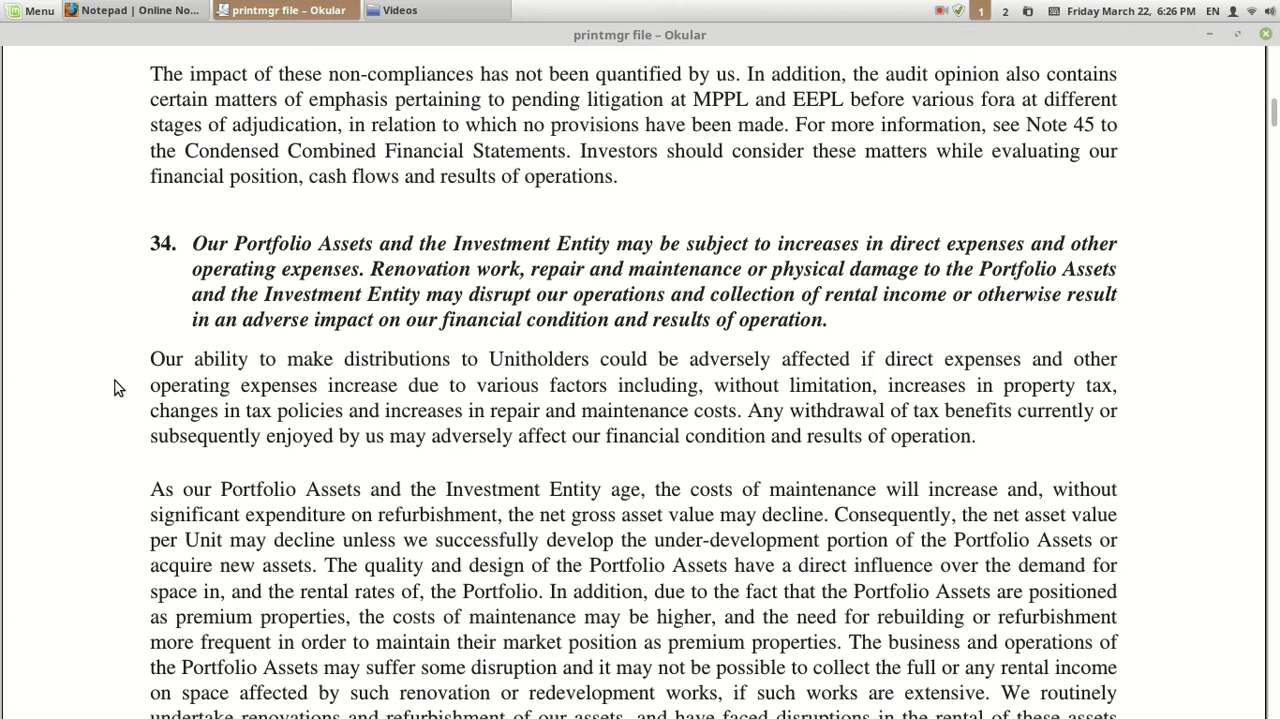 Menu
Notepad | Online No...
printmgr file – Okular
Videos
1
2
Friday March 22, 6:26 PM
EN
printmgr file – Okular
The impact of these non-compliances has not been quantified by us. In addition, the audit opinion also contains
certain matters of emphasis pertaining to pending litigation at MPPL and EEPL before various fora at different
stages of adjudication, in relation to which no provisions have been made. For more information, see Note 45 to
the Condensed Combined Financial Statements. Investors should consider these matters while evaluating our
financial position, cash flows and results of operations.
34. Our Portfolio Assets and the Investment Entity may be subject to increases in direct expenses and other
operating expenses. Renovation work, repair and maintenance or physical damage to the Portfolio Assets
and the Investment Entity may disrupt our operations and collection of rental income or otherwise result
in an adverse impact on our financial condition and results of operation.
Our ability to make distributions to Unitholders could be adversely affected if direct expenses and other
operating expenses increase due to various factors including, without limitation, increases in property tax,
changes in tax policies and increases in repair and maintenance costs. Any withdrawal of tax benefits currently or
subsequently enjoyed by us may adversely affect our financial condition and results of operation.
As our Portfolio Assets and the Investment Entity age, the costs of maintenance will increase and, without
significant expenditure on refurbishment, the net gross asset value may decline. Consequently, the net asset value
per Unit may decline unless we successfully develop the under-development portion of the Portfolio Assets or
acquire new assets. The quality and design of the Portfolio Assets have a direct influence over the demand for
space in, and the rental rates of, the Portfolio. In addition, due to the fact that the Portfolio Assets are positioned
as premium properties, the costs of maintenance may be higher, and the need for rebuilding or refurbishment
more frequent in order to maintain their market position as premium properties. The business and operations of
the Portfolio Assets may suffer some disruption and it may not be possible to collect the full or any rental income
on space affected by such renovation or redevelopment works, if such works are extensive. We routinely
undertake renovations and refurbishment of our assets, and have faced disruptions in the rental of these assets